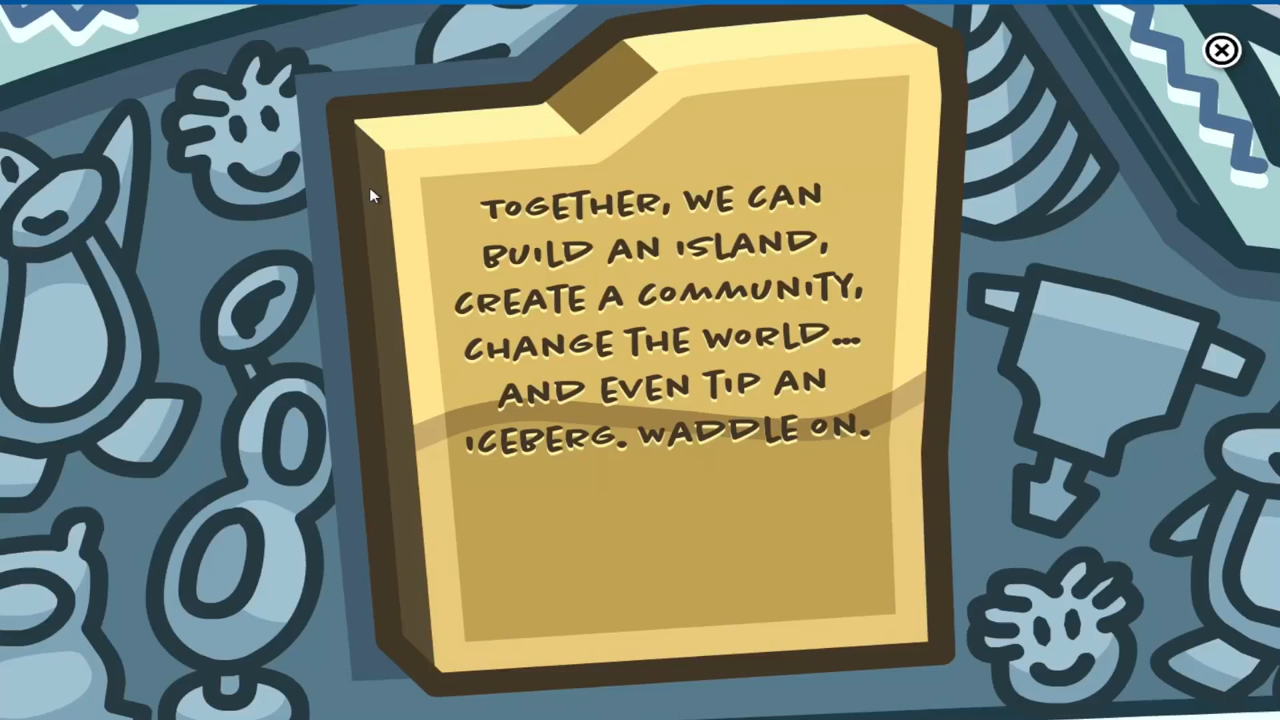 TOGETHER, WE CAN
BUILD AN ISLAND,
CREATE A COMMUNITY,
CHANGE THE WORLD...
AND EVEN TIP AN
ICEBERG. WADDLE ON.